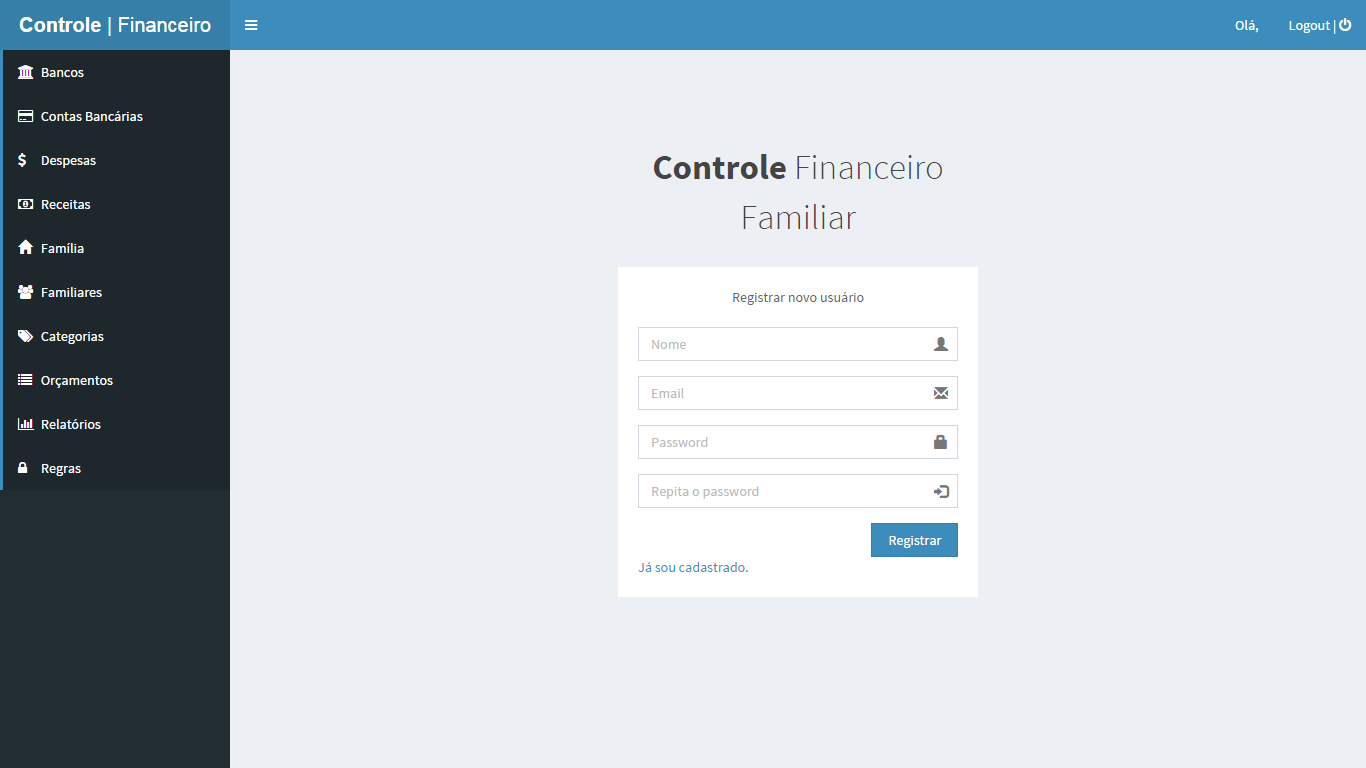 Controle | Financeiro
Olá,
Logout |
Bancos
Contas Bancárias
Despesas
Receitas
Família
Familiares
Categorias
Orçamentos
Relatórios
Regras
Controle Financeiro
Familiar
Registrar novo usuário
Nome
Email
Password
Repita o password
Registrar
Já sou cadastrado.